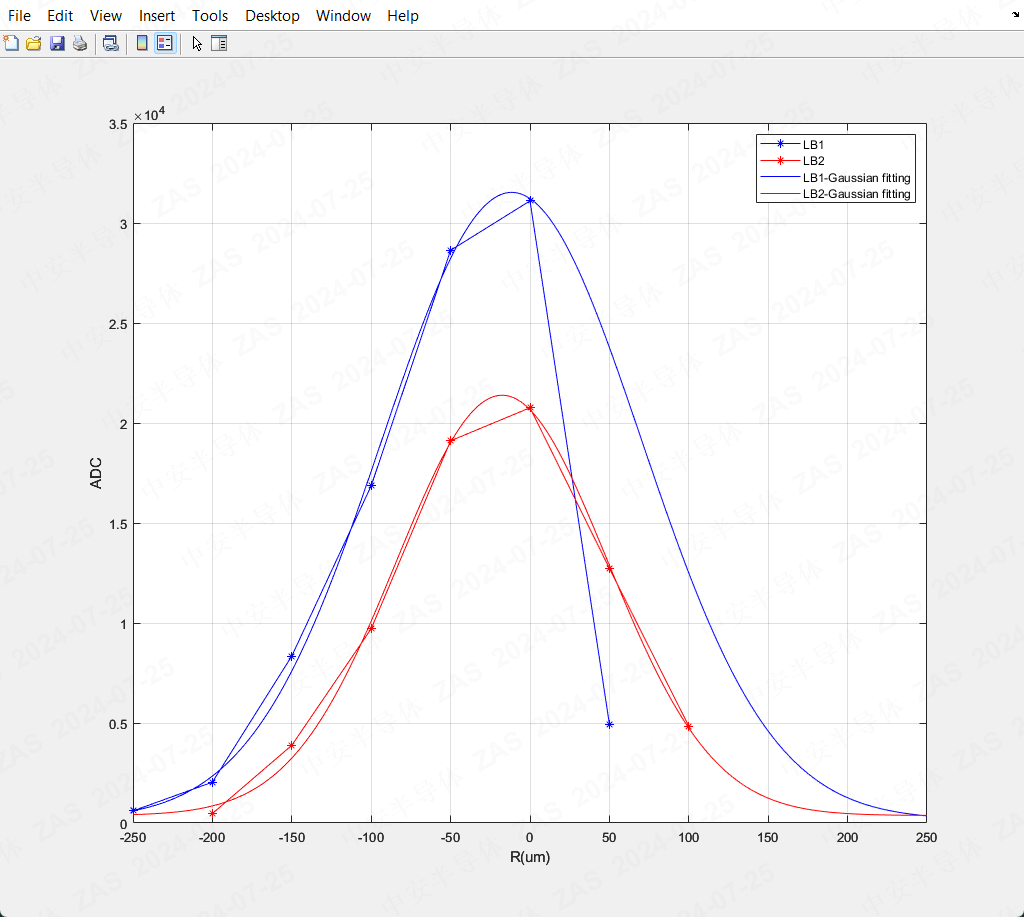 File Edit View Insert Tools Desktop Window Help
×10⁴
3.5
3
2.5
2
1.5
1
0.5
0
ADC
-250 -200 -150 -100 -50 0 50 100 150 200 250
R(um)
LB1
LB2
LB1-Gaussian fitting
LB2-Gaussian fitting
中安半导体 ZAS 2024-07-25